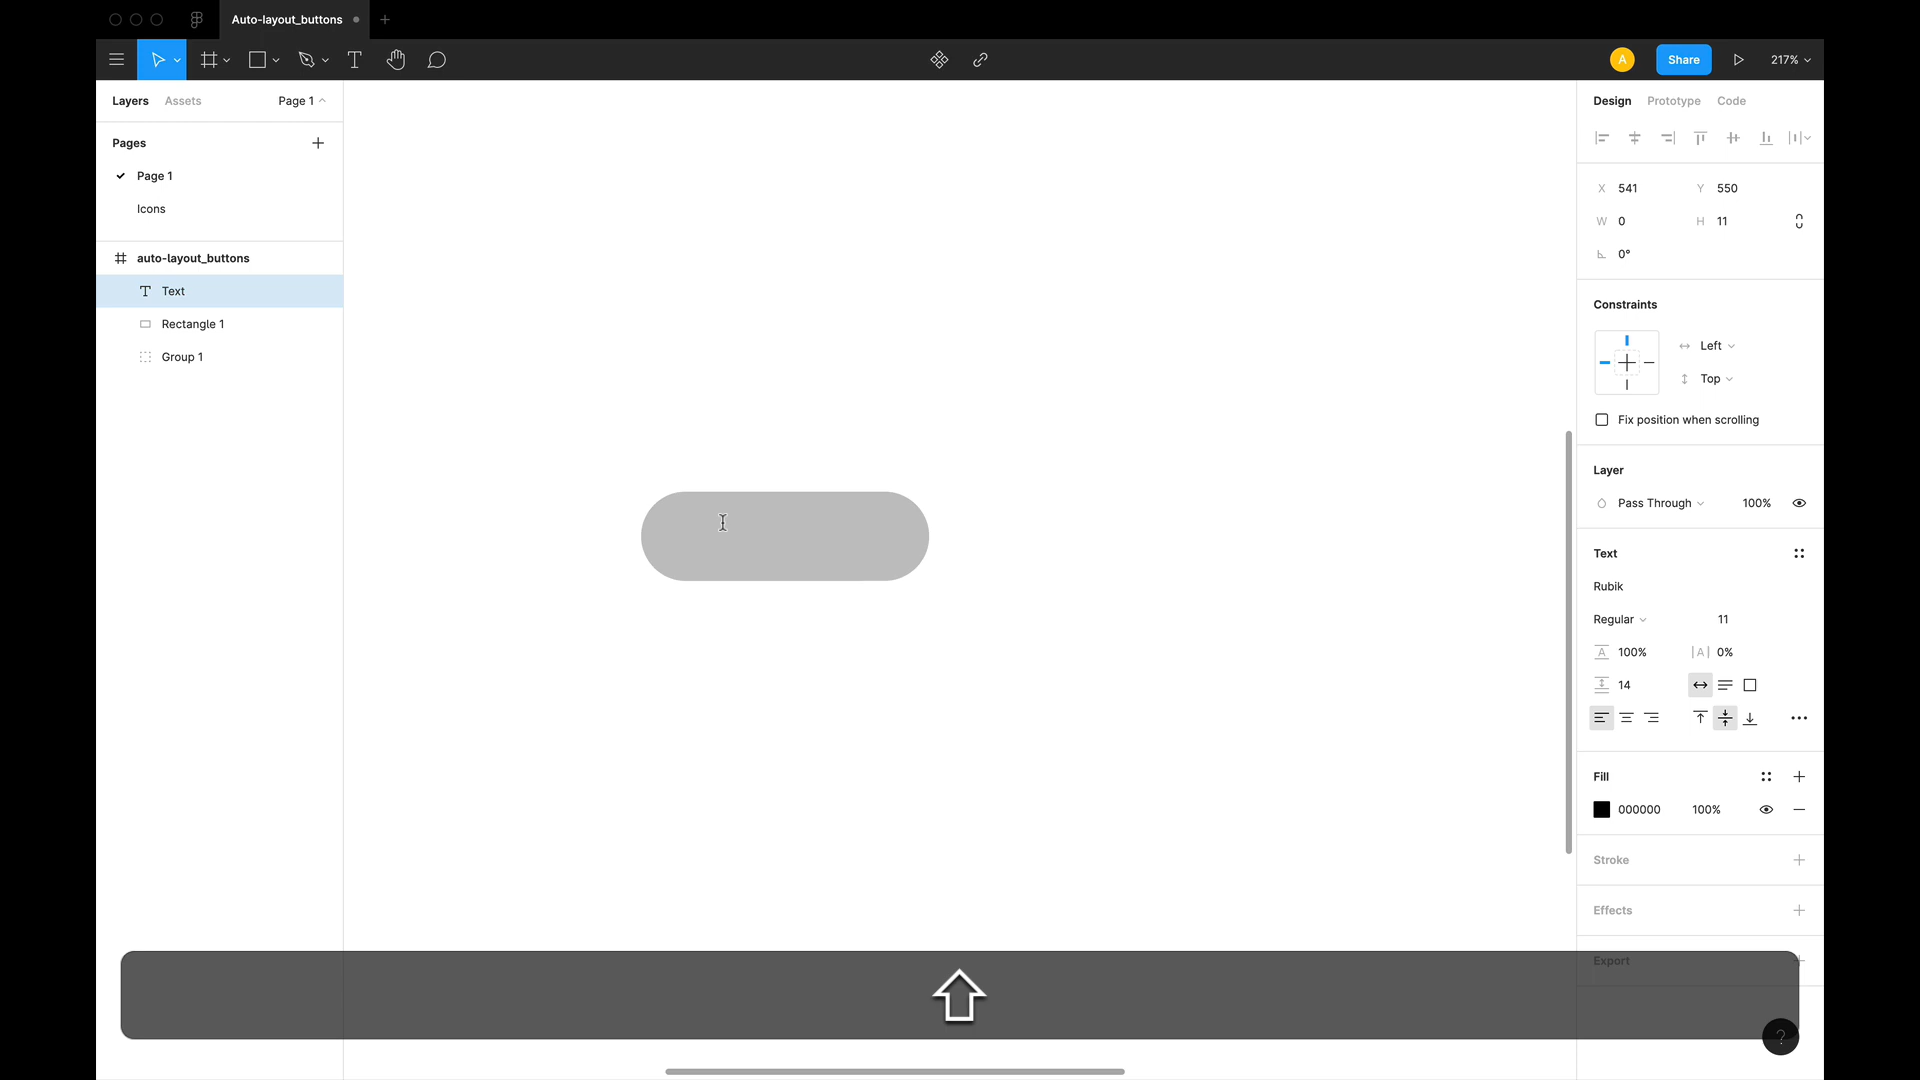 Auto-layout_buttons
A
Share
217%
Layers
Assets
Page 1
Pages
Page 1
Icons
auto-layout_buttons
Text
Rectangle 1
Group 1
Design
Prototype
Code
X 541
Y 550
W 0
H 11
0°
Constraints
Left
Top
Fix position when scrolling
Layer
Pass Through
100%
Text
Rubik
Regular
11
A 100%
|A| 0%
14
Fill
000000
100%
Stroke
Effects
Export
?